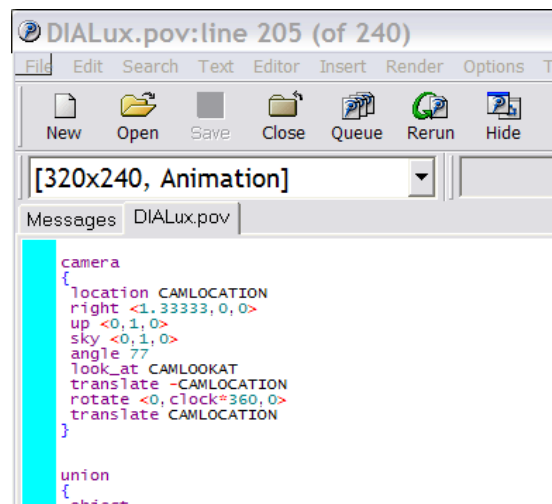 DIALux.pov:line 205 (of 240)
File Edit Search Text Editor Insert Render Options T
New Open Save Close Queue Rerun Hide
[320x240, Animation]
Messages DIALux.pov
camera
{
location CAMLOCATION
right <1.33333,0,0>
up <0,1,0>
sky <0,1,0>
angle 77
look_at CAMLOOKAT
translate -CAMLOCATION
rotate <0,clock*360,0>
translate CAMLOCATION
}
union
{
object